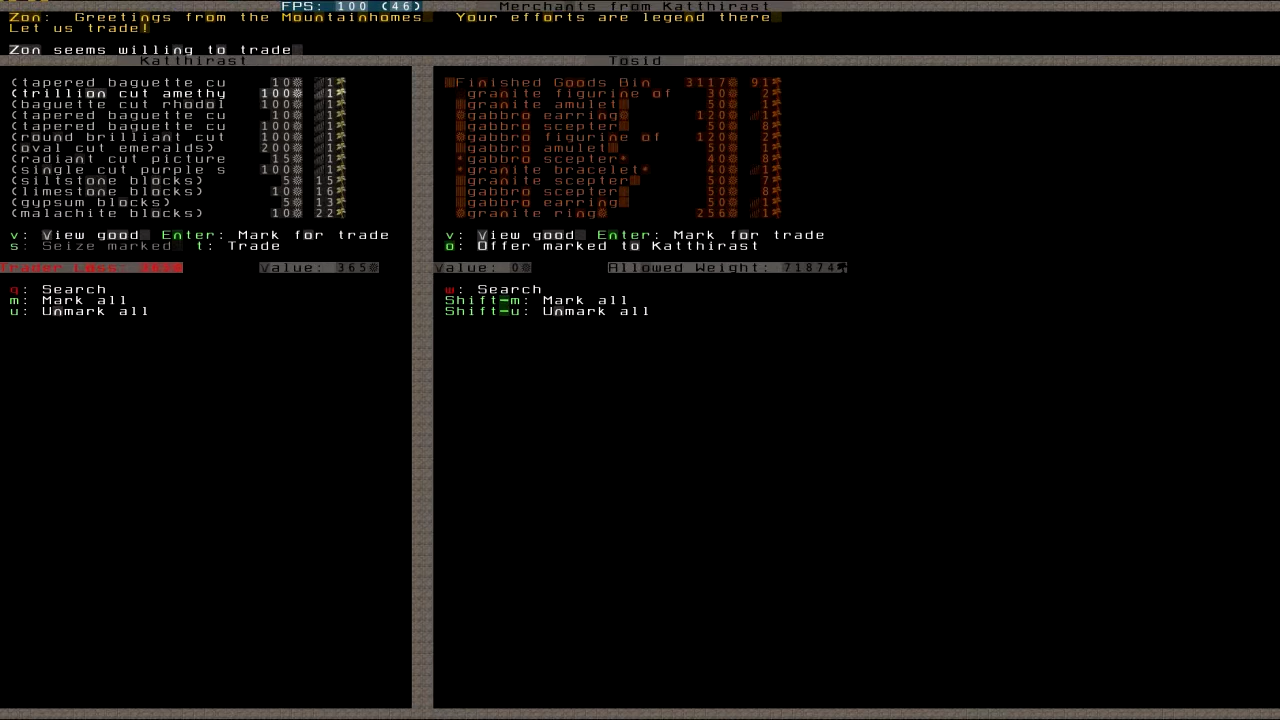 FPS: 100 (46) Merchants from Katthirast
Zon: Greetings from the Mountainhomes. Your efforts are legend there.
Let us trade!
Zon seems willing to trade.
Katthirast Tosid
(tapered baguette cu 10☼ 1 Finished Goods Bin 3117☼ 91
(trillion cut amethy 100☼ 1 granite figurine of 30☼ 2
(baguette cut rhodol 100☼ 1 granite amulet 50☼ 1
(tapered baguette cu 10☼ 1 ☼gabbro earring☼ 120☼ 1
(tapered baguette cu 100☼ 1 gabbro scepter 50☼ 8
(round brilliant cut 100☼ 1 ☼gabbro figurine of 120☼ 2
(oval cut emeralds) 200☼ 1 gabbro amulet 50☼ 1
(radiant cut picture 15☼ 1 *gabbro scepter* 40☼ 8
(single cut purple s 100☼ 1 *granite bracelet* 40☼ 1
(siltstone blocks) 5☼ 15 granite scepter 50☼ 7
(limestone blocks) 10☼ 16 gabbro scepter 50☼ 8
(gypsum blocks) 5☼ 13 gabbro earring 50☼ 1
(malachite blocks) 10☼ 22 ☼granite ring☼ 256☼ 1
v: View good, Enter: Mark for trade v: View good, Enter: Mark for trade
s: Seize marked, t: Trade o: Offer marked to Katthirast
Trader Loss: Value: 365☼ Value: 0☼ Allowed Weight: 71874
q: Search w: Search
m: Mark all Shift-m: Mark all
u: Unmark all Shift-u: Unmark all